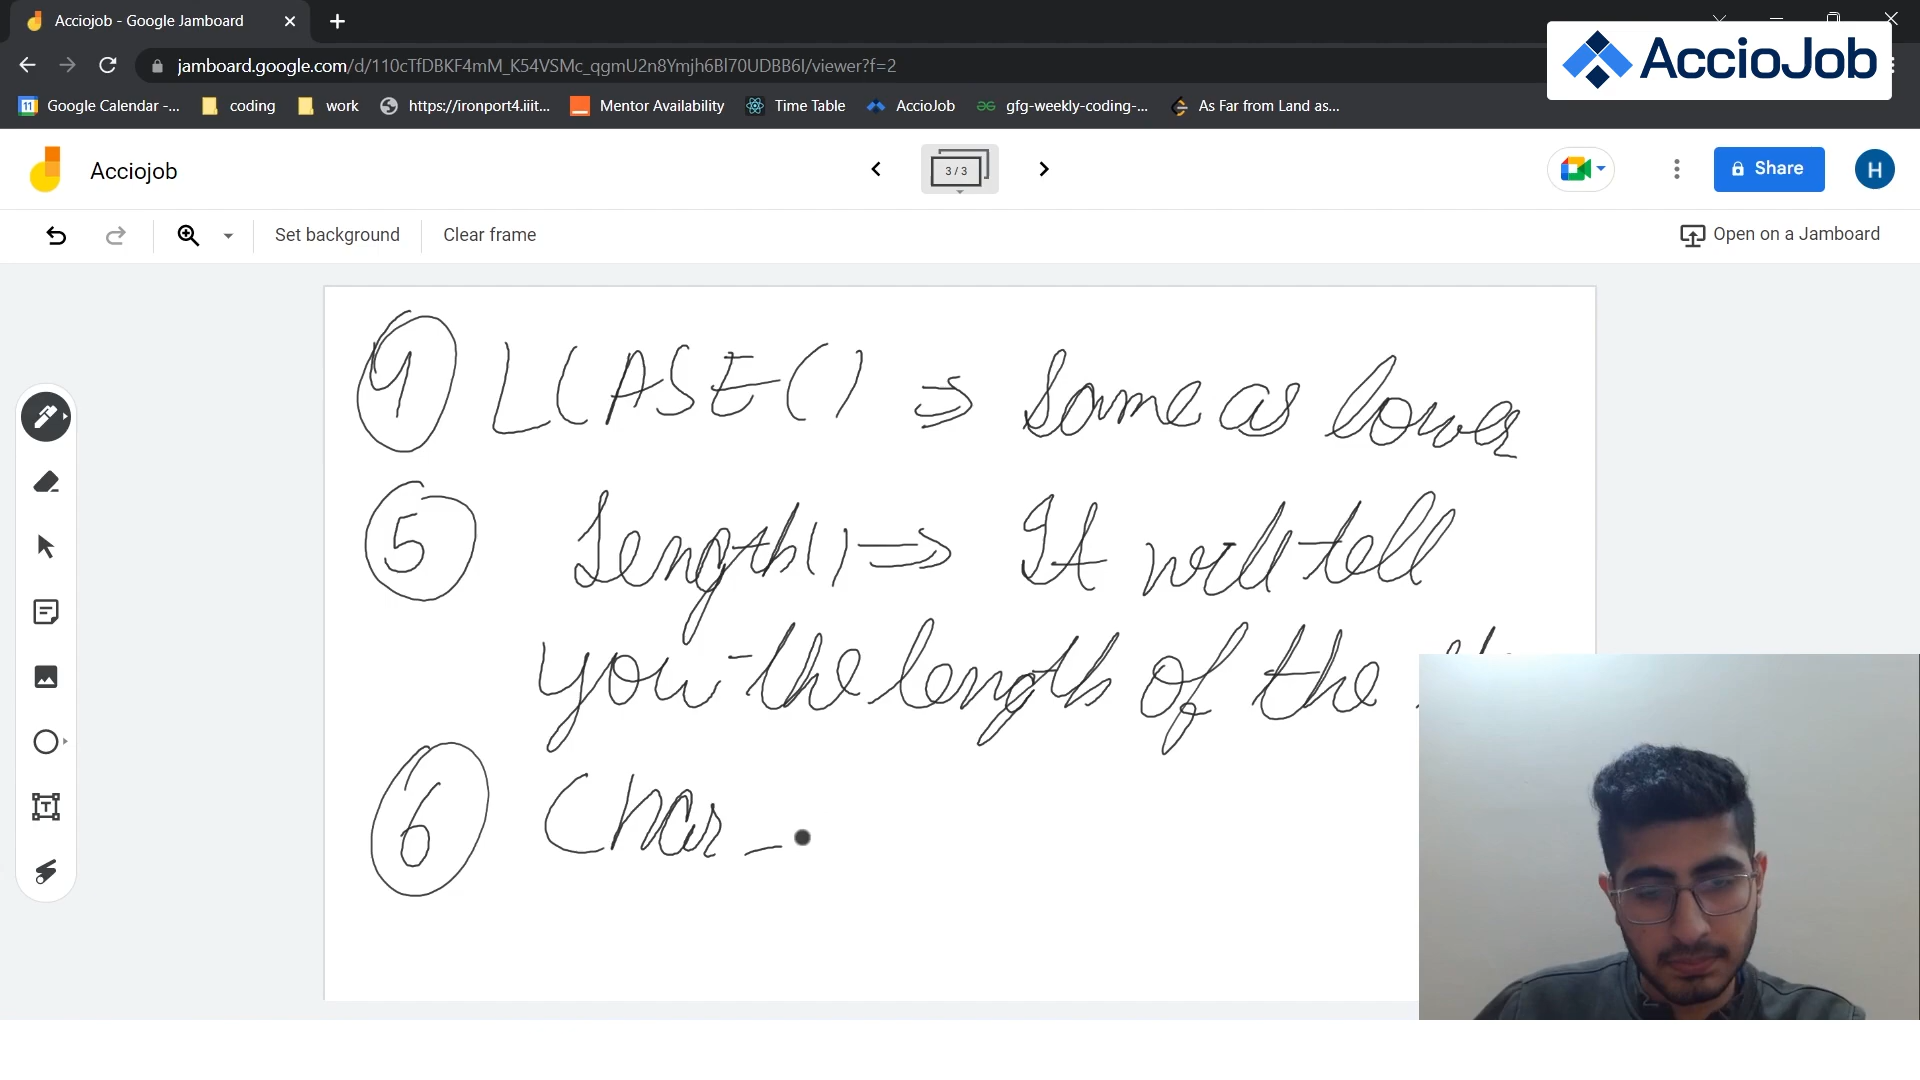 Acciojob - Google Jamboard
jamboard.google.com/d/110cTfDBKF4mM_K54VSMc_qgmU2n8Ymjh6Bl70UDBB6I/viewer?f=2
AccioJob
Google Calendar -... coding work https://ironport4.iiit... Mentor Availability Time Table AccioJob gfg-weekly-coding-... As Far from Land as...
Acciojob 3 / 3 Share H
Set background Clear frame Open on a Jamboard
4 LCASE() => Same as lower
5 Length() => It will tell
you the length of the
6 Char _